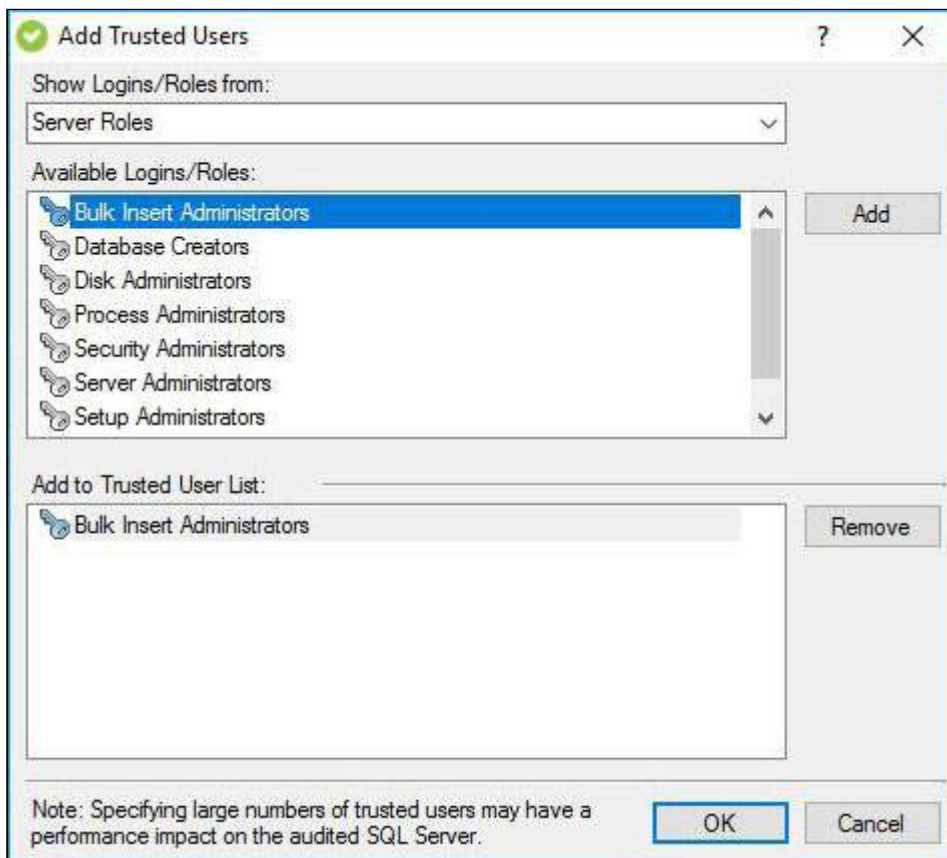 Add Trusted Users
?
Show Logins/Roles from:
Server Roles
Available Logins/Roles:
Bulk Insert Administrators
Add
Database Creators
Disk Administrators
Process Administrators
Security Administrators
Server Administrators
Setup Administrators
Add to Trusted User List:
Bulk Insert Administrators
Remove
Note: Specifying large numbers of trusted users may have a
performance impact on the audited SQL Server.
OK
Cancel